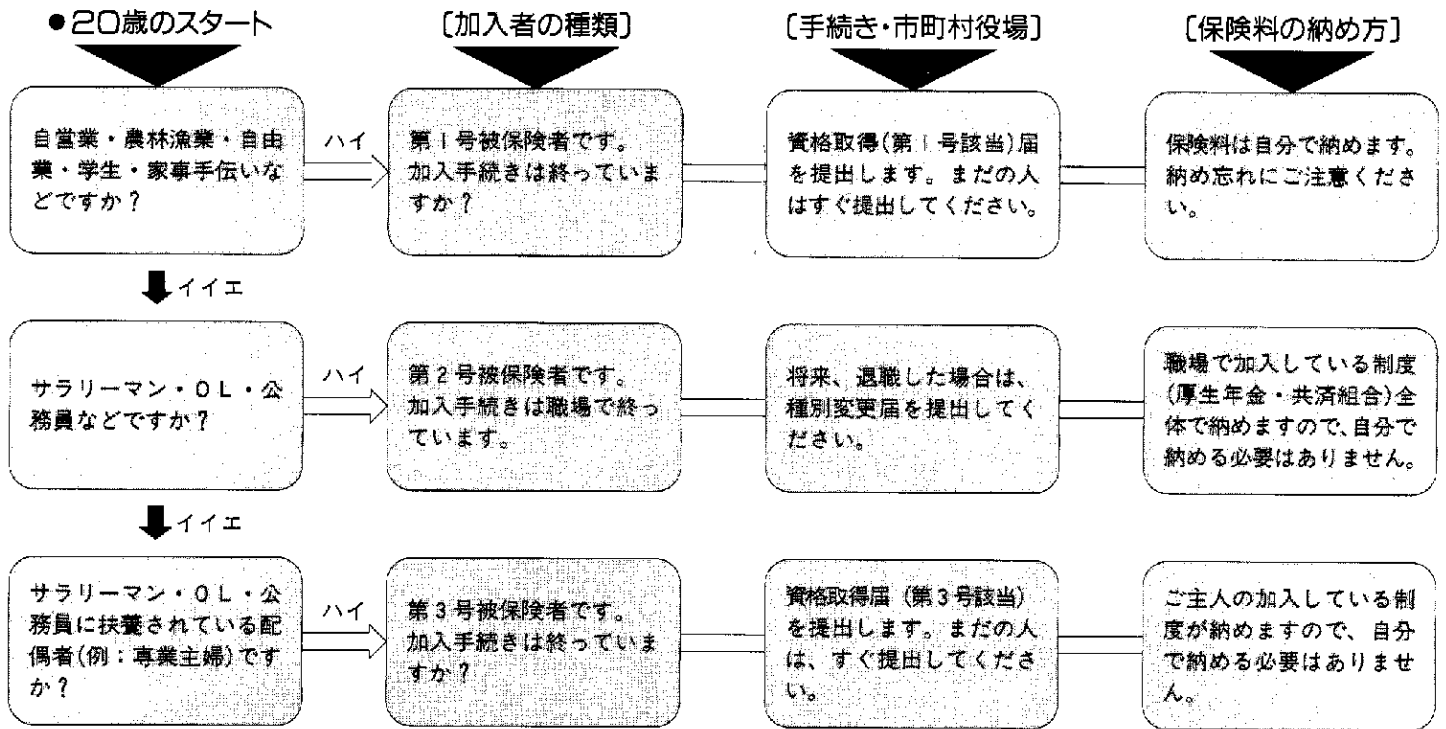 ●20歳のスタート
〔加入者の種類〕
〔手続き・市町村役場〕
〔保険料の納め方〕
自営業・農林漁業・自由
業・学生・家事手伝いな
どですか？
ハイ
第１号被保険者です。
加入手続きは終っていま
すか？
資格取得(第１号該当)届
を提出します。まだの人
はすぐ提出してください。
保険料は自分で納めます。
納め忘れにご注意くださ
い。
イイエ
サラリーマン・ＯＬ・公
務員などですか？
ハイ
第２号被保険者です。
加入手続きは職場で終っ
ています。
将来、退職した場合は、
種別変更届を提出してく
ださい。
職場で加入している制度
(厚生年金・共済組合)全
体で納めますので、自分で
納める必要はありません。
イイエ
サラリーマン・ＯＬ・公
務員に扶養されている配
偶者(例：専業主婦)です
か？
ハイ
第３号被保険者です。
加入手続きは終っていま
すか？
資格取得届（第３号該当）
を提出します。まだの人
は、すぐ提出してくださ
い。
ご主人の加入している制
度が納めますので、自分
で納める必要はありませ
ん。